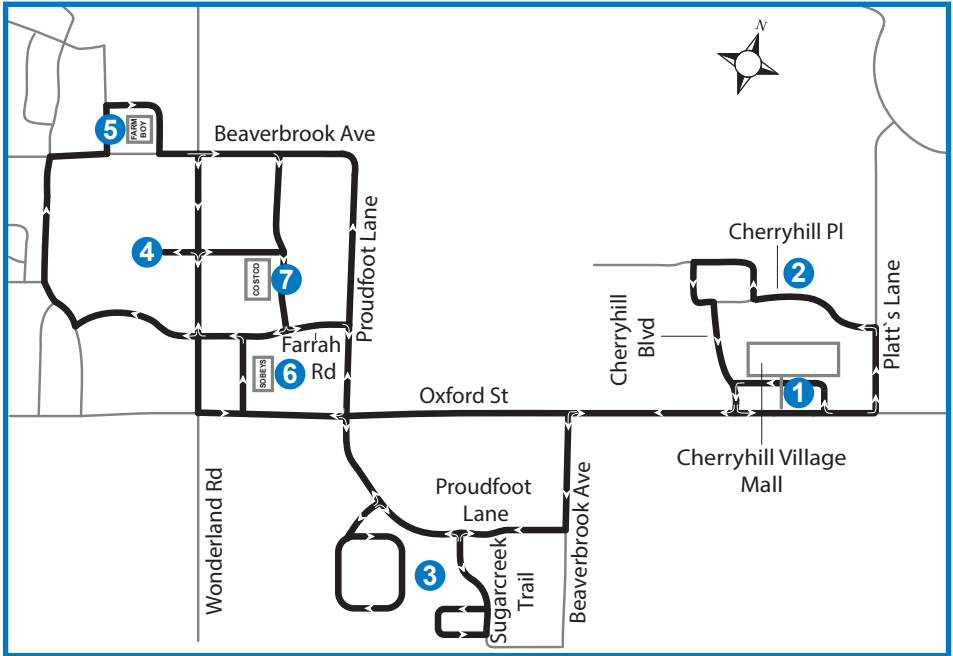 N
5
FARM
BOY
Beaverbrook Ave
Proudfoot Lane
4
COSTCO
7
Farrah
Rd
SOBEYS
6
Cherryhill Pl
2
Cherryhill
Blvd
Platt`s Lane
1
Oxford St
Cherryhill Village
Mall
Wonderland Rd
Proudfoot
Lane
3
Sugarcreek
Trail
Beaverbrook Ave